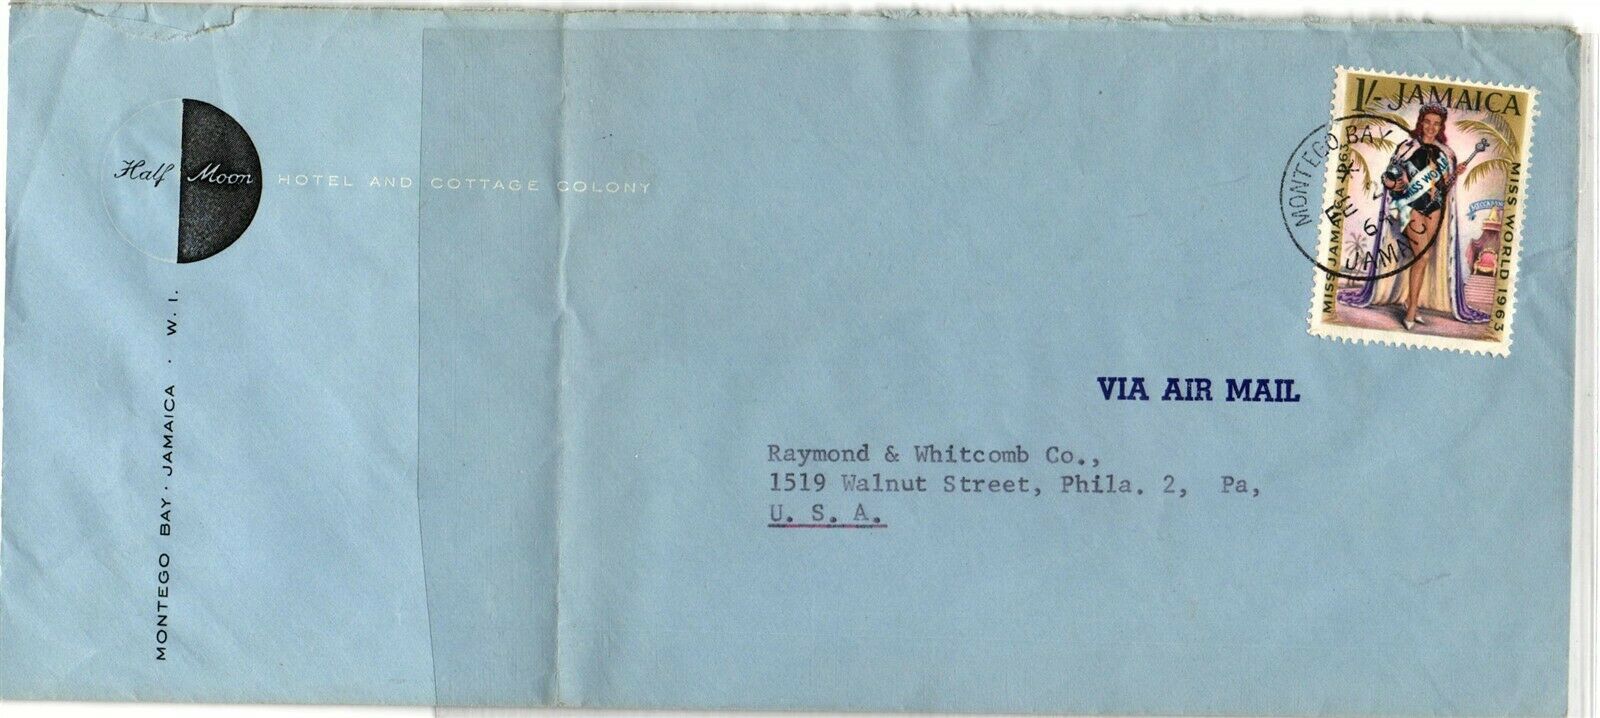 Half Moon HOTEL AND COTTAGE COLONY
MONTEGO BAY · JAMAICA · W. I.
1/- JAMAICA
MISS JAMAICA 1963
MISS WORLD 1963
MISS WORLD
MONTEGO BAY
JAMAICA
VIA AIR MAIL
Raymond & Whitcomb Co.,
1519 Walnut Street, Phila. 2, Pa,
U. S. A.